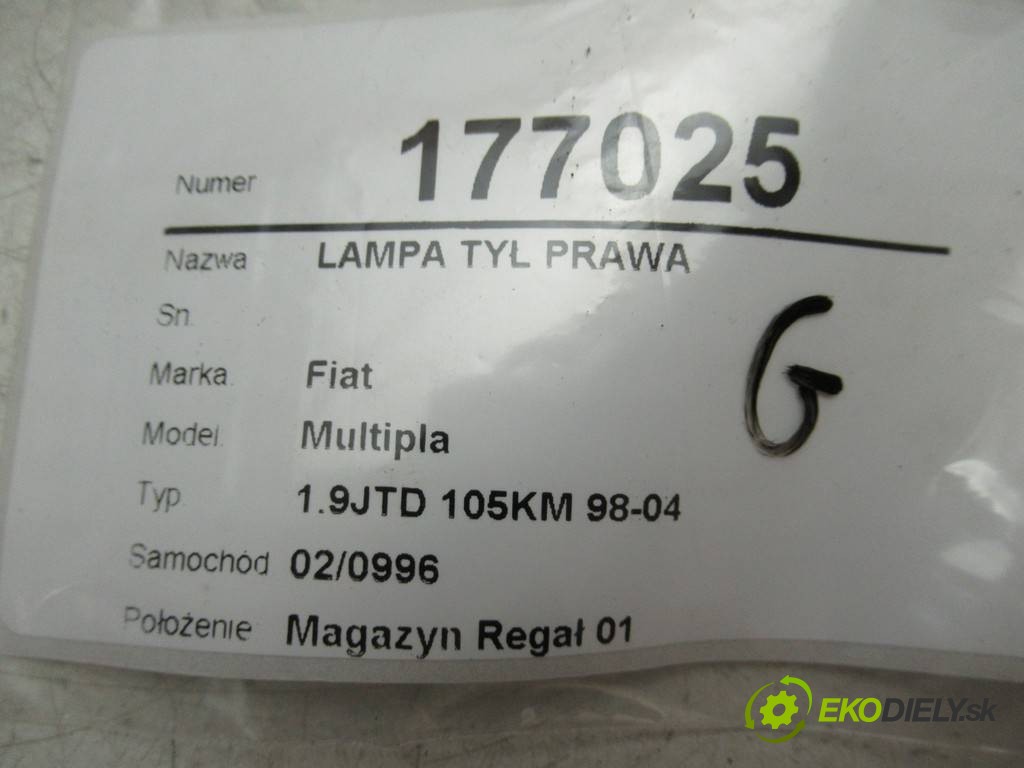 Numer 177025
Nazwa LAMPA TYŁ PRAWA
Sn.
Marka. Fiat
Model. Multipla
Typ 1.9JTD 105KM 98-04
Samochód 02/0996
Położenie Magazyn Regał 01
G
EKODIELY.sk